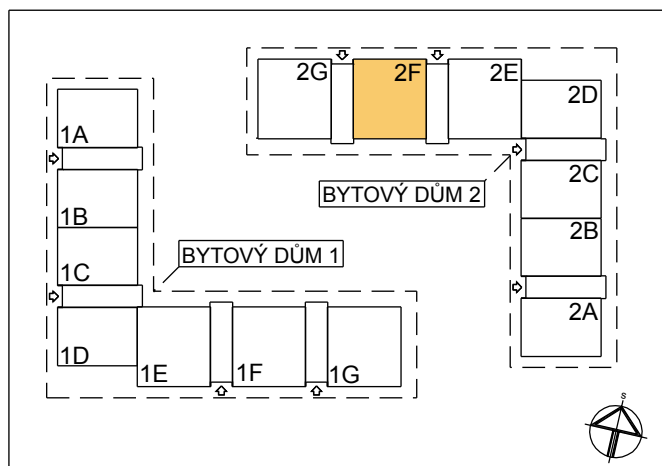 2G
2F
2E
2D
1A
2C
BYTOVÝ DŮM 2
1B
2B
BYTOVÝ DŮM 1
1C
2A
1D
1E
1F
1G
S